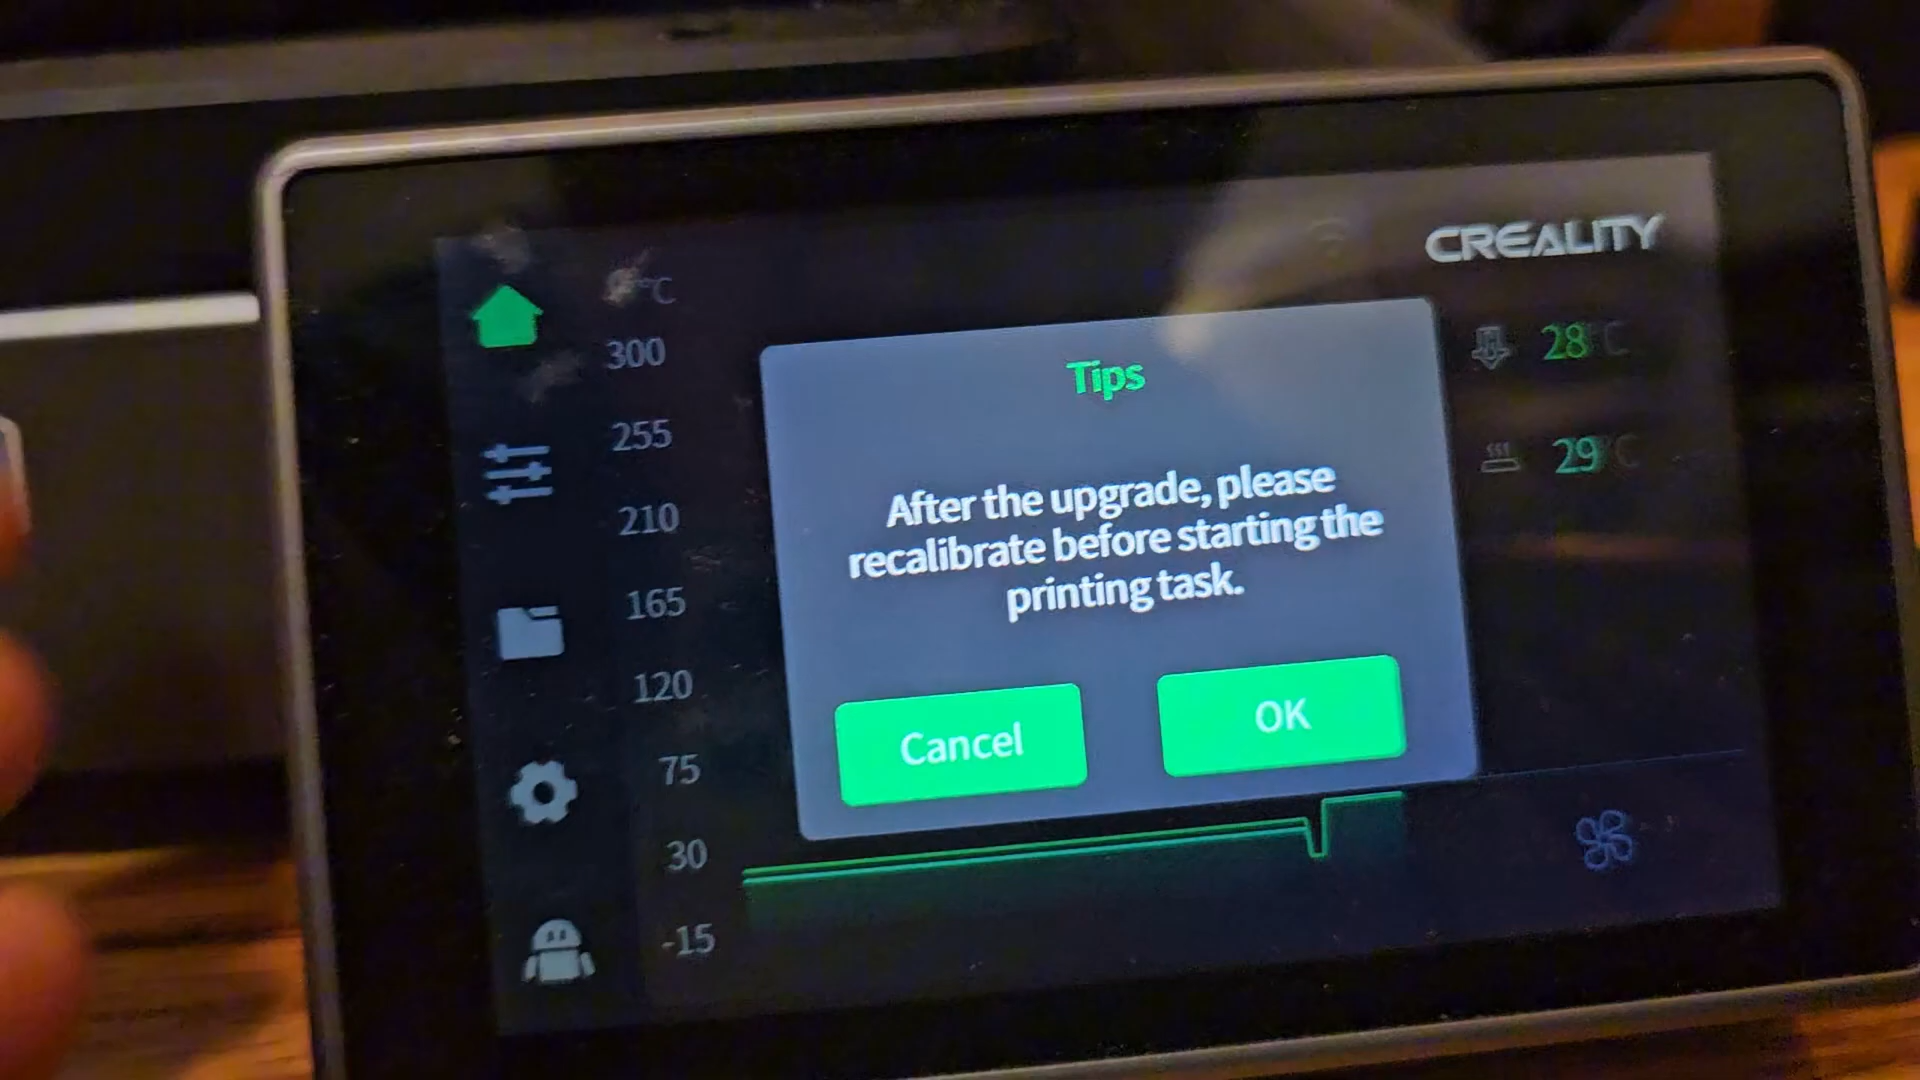 CREALITY
°C
300
255
210
165
120
75
30
-15
Tips
After the upgrade, please
recalibrate before starting the
printing task.
Cancel
OK
28°C
29°C